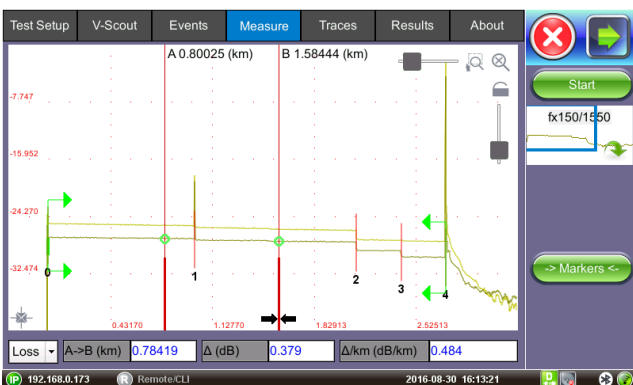 Test Setup V-Scout Events Measure Traces Results About
A 0.80025 (km) B 1.58444 (km)
Start
-7.747
fx150/1550
-15.952
-24.270
-32.474
0
1
2
3
4
-> Markers <-
0.43170 1.12770 1.82913 2.52513
Loss A->B (km) 0.78419 Δ (dB) 0.379 Δ/km (dB/km) 0.484
IP 192.168.0.173 R Remote/CLI 2016-08-30 16:13:21